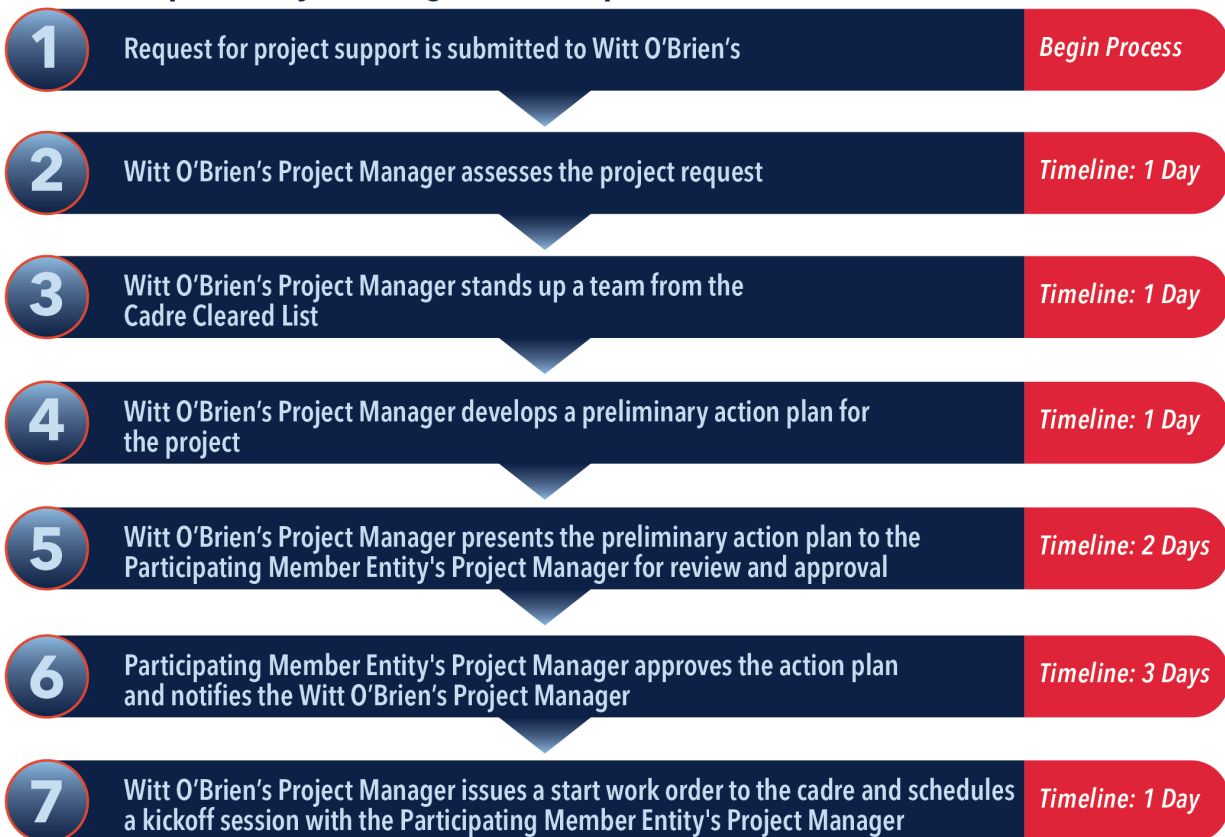 1
Request for project support is submitted to Witt O'Brien's
Begin Process
2
Witt O'Brien's Project Manager assesses the project request
Timeline: 1 Day
3
Witt O'Brien's Project Manager stands up a team from the
Cadre Cleared List
Timeline: 1 Day
4
Witt O'Brien's Project Manager develops a preliminary action plan for
the project
Timeline: 1 Day
5
Witt O'Brien's Project Manager presents the preliminary action plan to the
Participating Member Entity's Project Manager for review and approval
Timeline: 2 Days
6
Participating Member Entity's Project Manager approves the action plan
and notifies the Witt O'Brien's Project Manager
Timeline: 3 Days
7
Witt O'Brien's Project Manager issues a start work order to the cadre and schedules
a kickoff session with the Participating Member Entity's Project Manager
Timeline: 1 Day